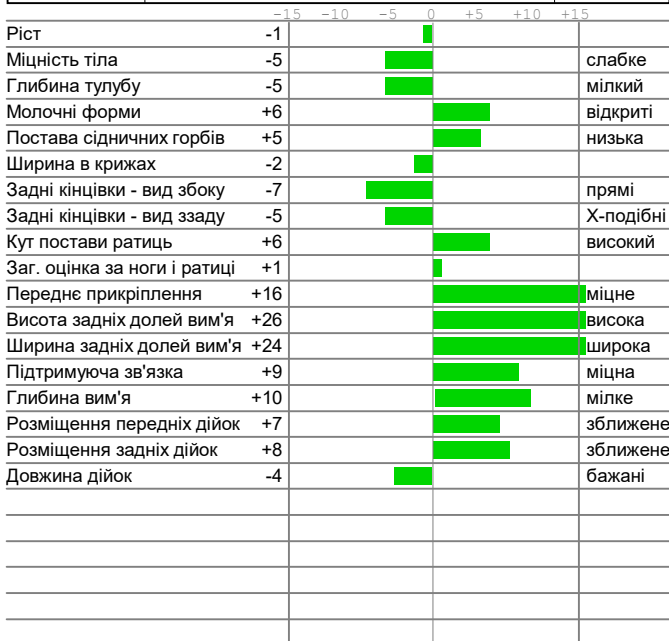 -15 -10 -5 0 +5 +10 +15
Ріст -1
Міцність тіла -5 слабке
Глибина тулубу -5 мілкий
Молочні форми +6 відкриті
Постава сідничних горбів +5 низька
Ширина в крижах -2
Задні кінцівки - вид збоку -7 прямі
Задні кінцівки - вид ззаду -5 Х-подібні
Кут постави ратиць +6 високий
Заг. оцінка за ноги і ратиці +1
Переднє прикріплення +16 міцне
Висота задніх долей вим'я +26 висока
Ширина задніх долей вим'я +24 широка
Підтримуюча зв'язка +9 міцна
Глибина вим'я +10 мілке
Розміщення передніх дійок +7 зближене
Розміщення задніх дійок +8 зближене
Довжина дійок -4 бажані